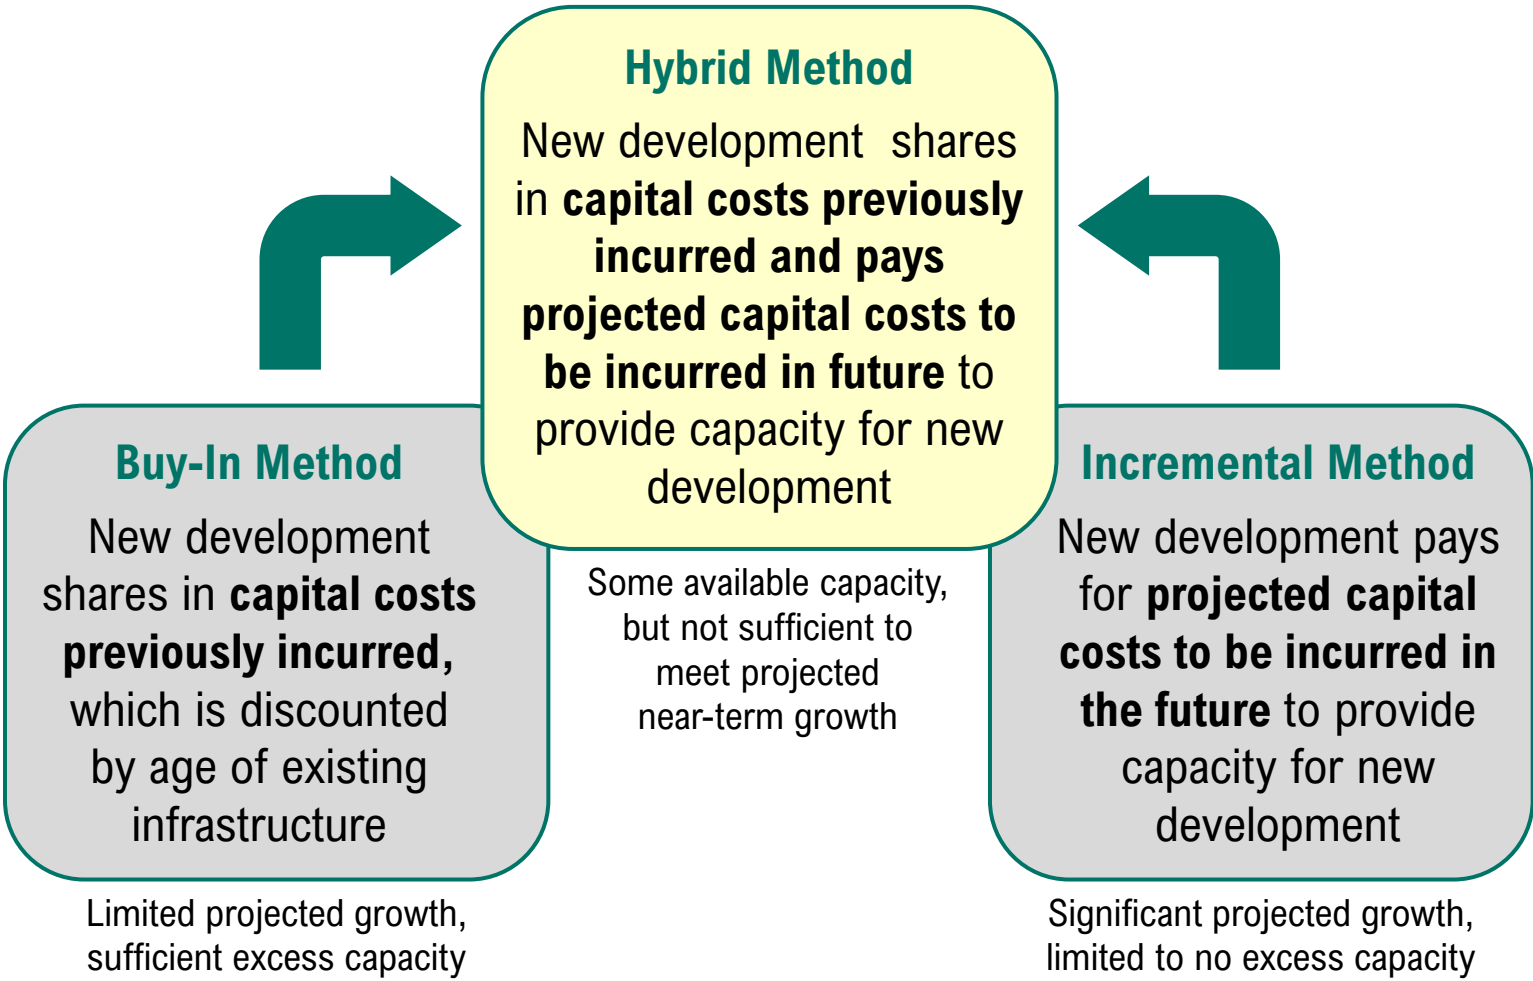 Hybrid Method
New development shares
in capital costs previously
incurred and pays
projected capital costs to
be incurred in future to
provide capacity for new
development
Buy-In Method
New development
shares in capital costs
previously incurred,
which is discounted
by age of existing
infrastructure
Some available capacity,
but not sufficient to
meet projected
near-term growth
Incremental Method
New development pays
for projected capital
costs to be incurred in
the future to provide
capacity for new
development
Limited projected growth,
sufficient excess capacity
Significant projected growth,
limited to no excess capacity